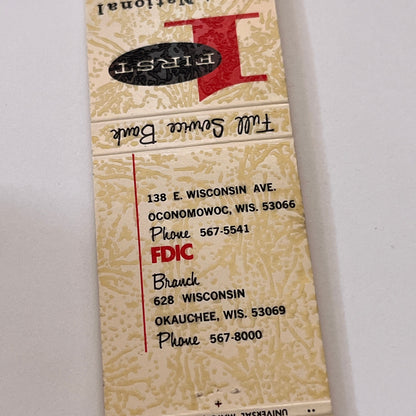 National
FIRST
Full Service Bank
138 E. WISCONSIN AVE.
OCONOMOWOC, WIS. 53066
Phone 567-5541
FDIC
Branch
628 WISCONSIN
OKAUCHEE, WIS. 53069
Phone 567-8000
UNIVERSAL